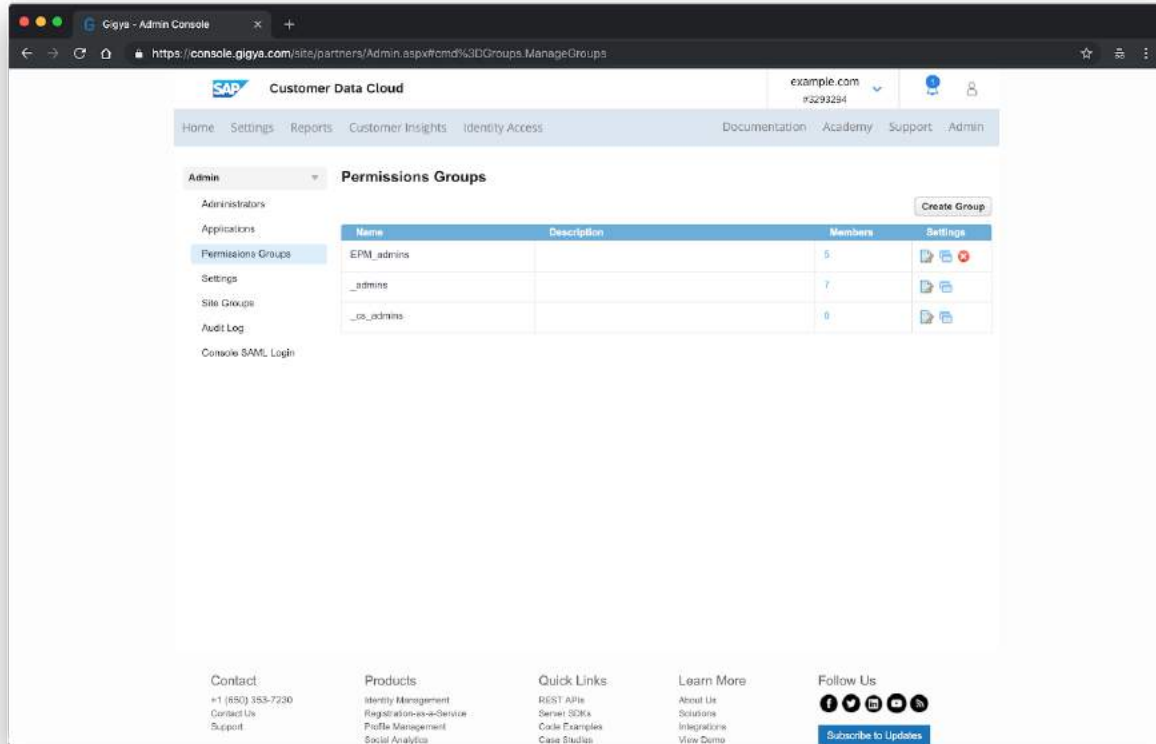 Gigya - Admin Console
https://console.gigya.com/site/partners/Admin.aspx#cmd%3DGroups.ManageGroups
SAP Customer Data Cloud
example.com
#3293294
1
Home Settings Reports Customer Insights Identity Access Documentation Academy Support Admin
Admin
Administrators
Applications
Permissions Groups
Settings
Site Groups
Audit Log
Console SAML Login
Permissions Groups
Create Group
Name Description Members Settings
EPM_admins 5
_admins 7
_cs_admins 0
Contact
+1 (650) 353-7230
Contact Us
Support
Products
Identity Management
Registration-as-a-Service
Profile Management
Social Analytics
Quick Links
REST APIs
Server SDKs
Code Examples
Case Studies
Learn More
About Us
Solutions
Integrations
View Demo
Follow Us
Subscribe to Updates